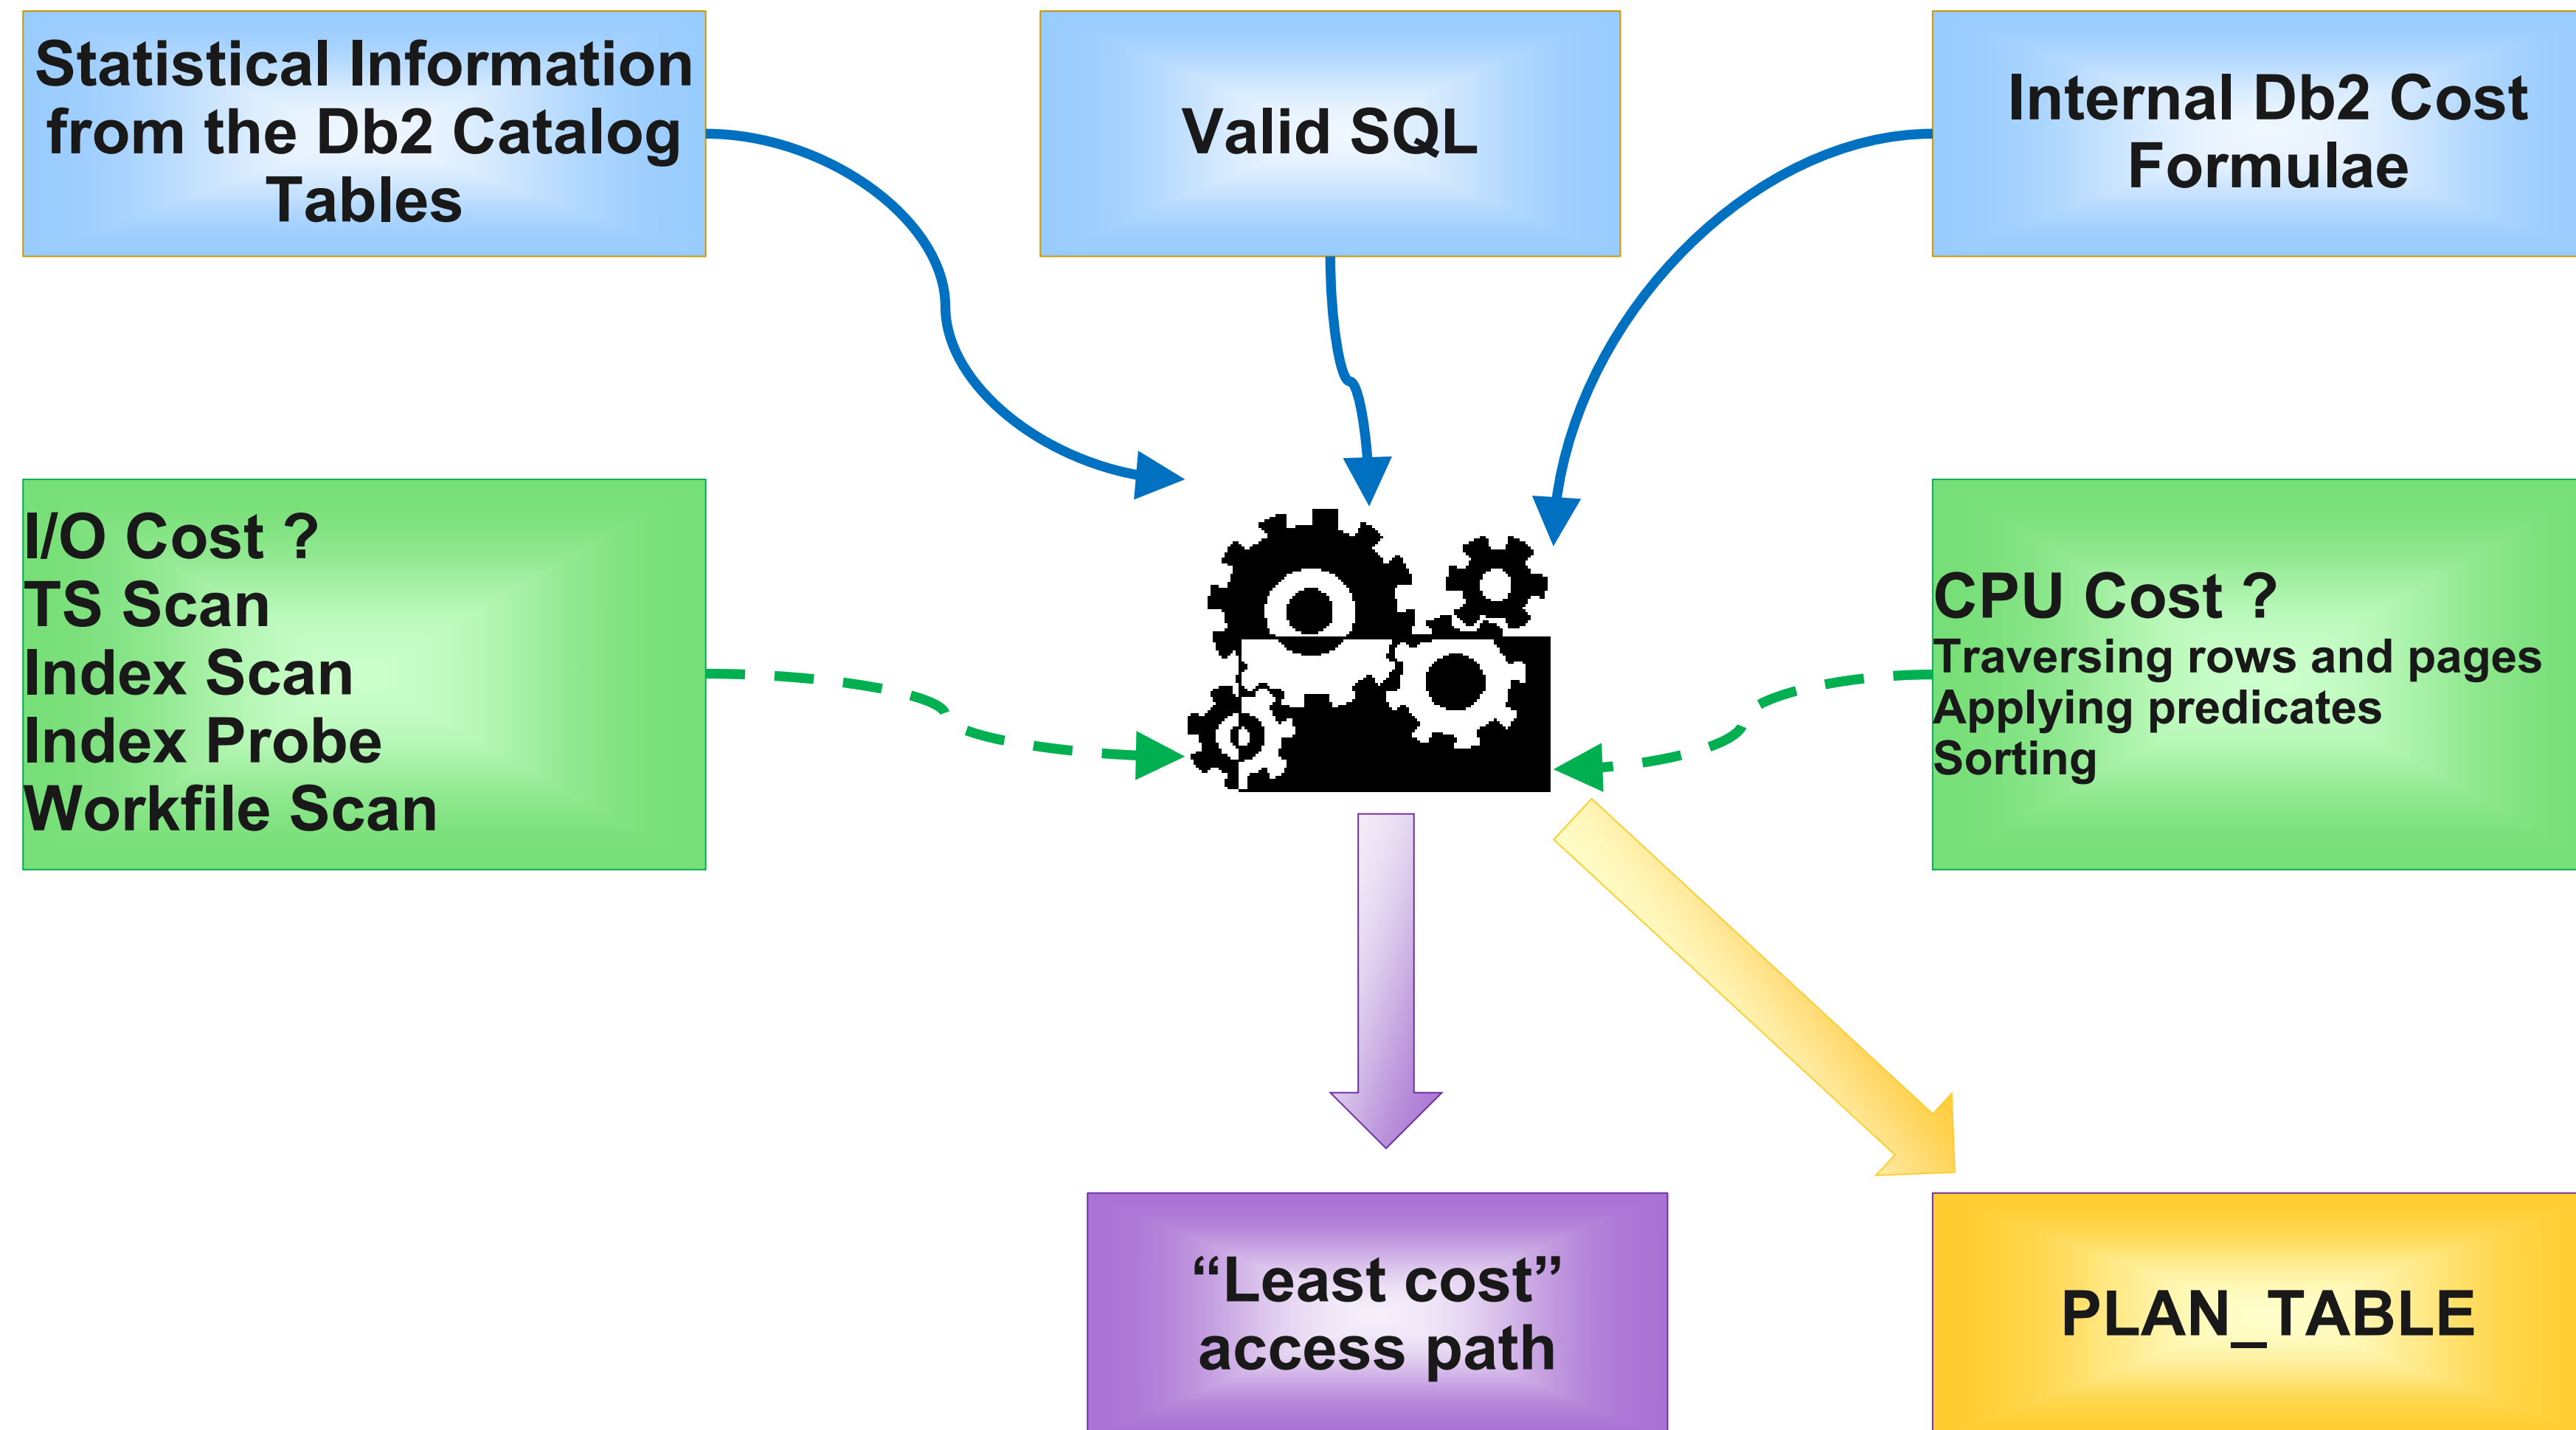 Statistical Information
from the Db2 Catalog
Tables
Valid SQL
Internal Db2 Cost
Formulae
I/O Cost ?
TS Scan
Index Scan
Index Probe
Workfile Scan
CPU Cost ?
Traversing rows and pages
Applying predicates
Sorting
“Least cost”
access path
PLAN_TABLE